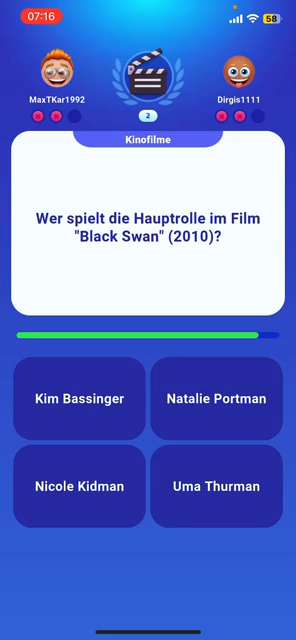 07:16
58
MaxTKar1992
Dirgis1111
2
Kinofilme
Wer spielt die Hauptrolle im Film
"Black Swan" (2010)?
Kim Bassinger
Natalie Portman
Nicole Kidman
Uma Thurman